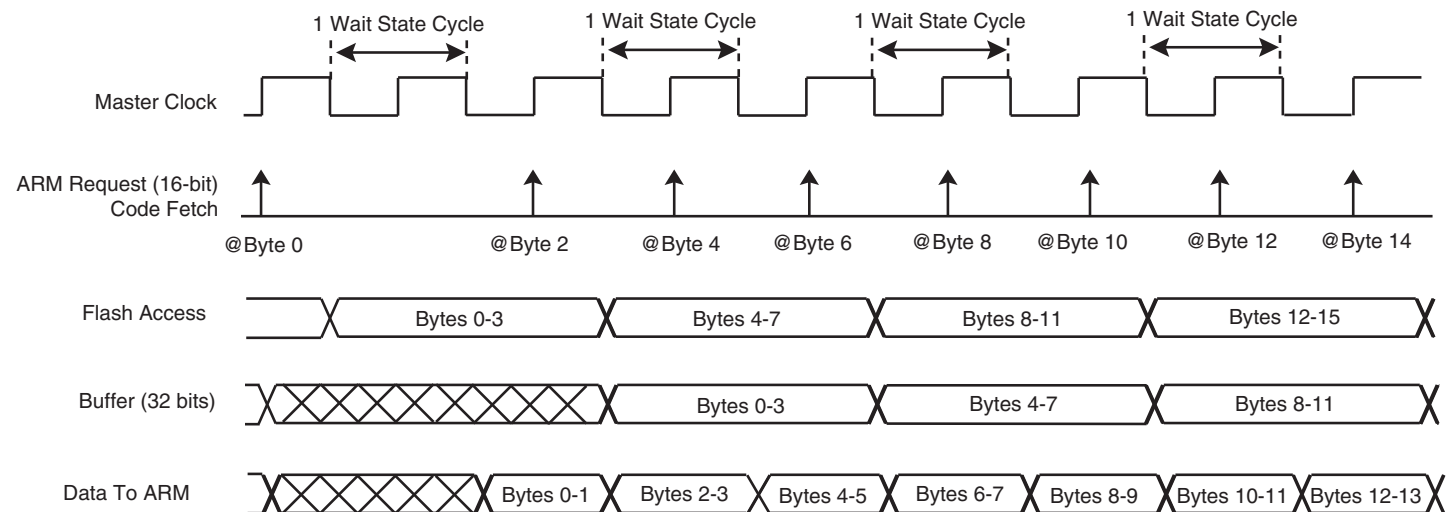 1 Wait State Cycle
1 Wait State Cycle
1 Wait State Cycle
1 Wait State Cycle
Master Clock
ARM Request (16-bit)
Code Fetch
@Byte 0
@Byte 2
@Byte 4
@Byte 6
@Byte 8
@Byte 10
@Byte 12
@Byte 14
Flash Access
Bytes 0-3
Bytes 4-7
Bytes 8-11
Bytes 12-15
Buffer (32 bits)
Bytes 0-3
Bytes 4-7
Bytes 8-11
Data To ARM
Bytes 0-1
Bytes 2-3
Bytes 4-5
Bytes 6-7
Bytes 8-9
Bytes 10-11
Bytes 12-13